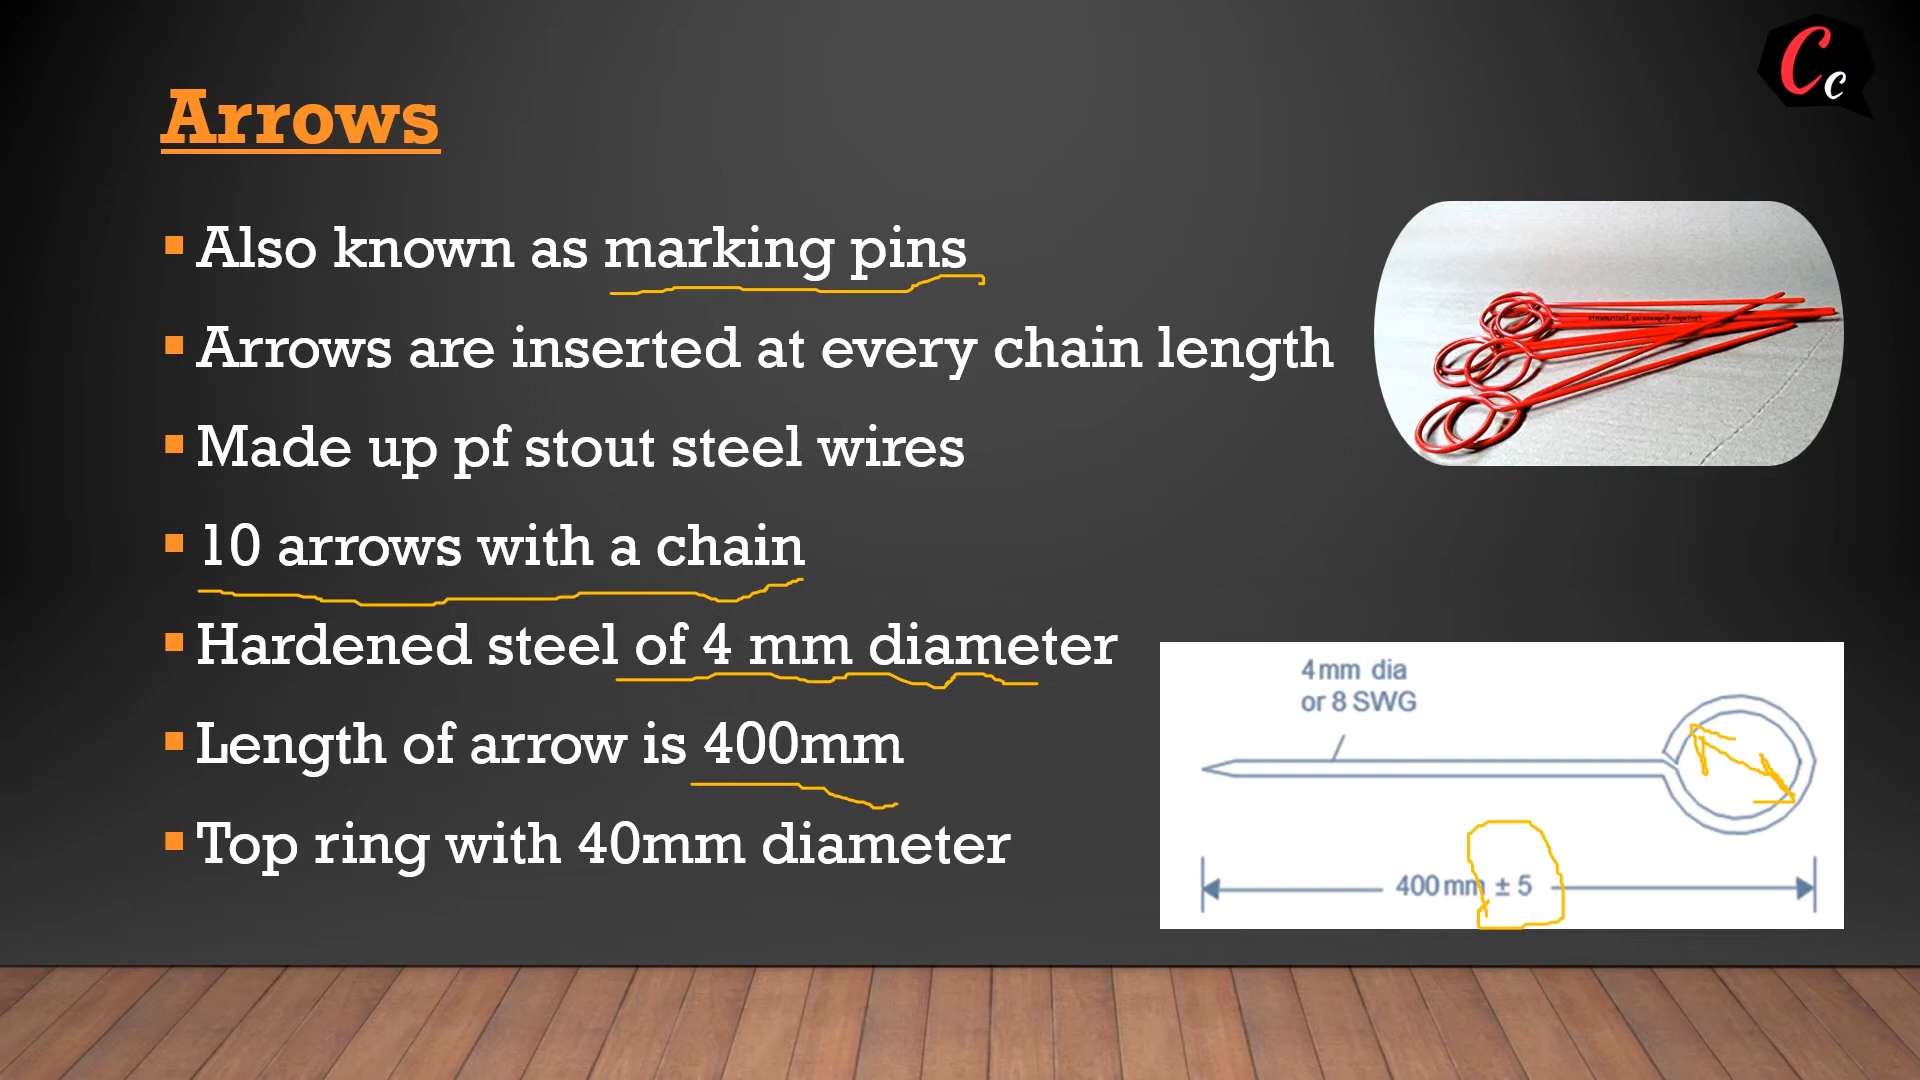 Cc
Arrows
Also known as marking pins
Arrows are inserted at every chain length
Made up pf stout steel wires
10 arrows with a chain
Hardened steel of 4 mm diameter
Length of arrow is 400mm
Top ring with 40mm diameter
4mm dia
or 8 SWG
400 mm ± 5